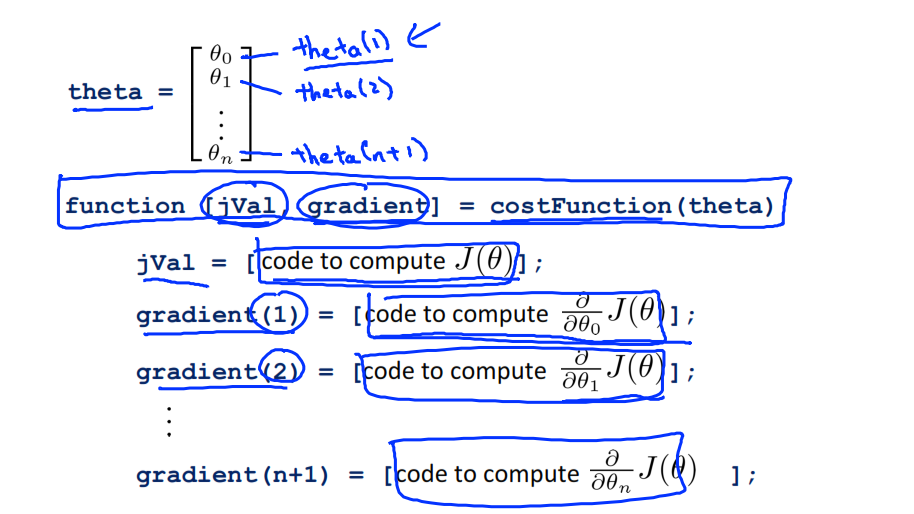 θ₀ theta(1)
theta = θ₁ theta(2)
⋮
θₙ theta(n+1)
function [jVal, gradient] = costFunction(theta)
jVal = [code to compute J(θ)];
gradient(1) = [code to compute ∂/∂θ₀ J(θ)];
gradient(2) = [code to compute ∂/∂θ₁ J(θ)];
⋮
gradient(n+1) = [code to compute ∂/∂θₙ J(θ) ];